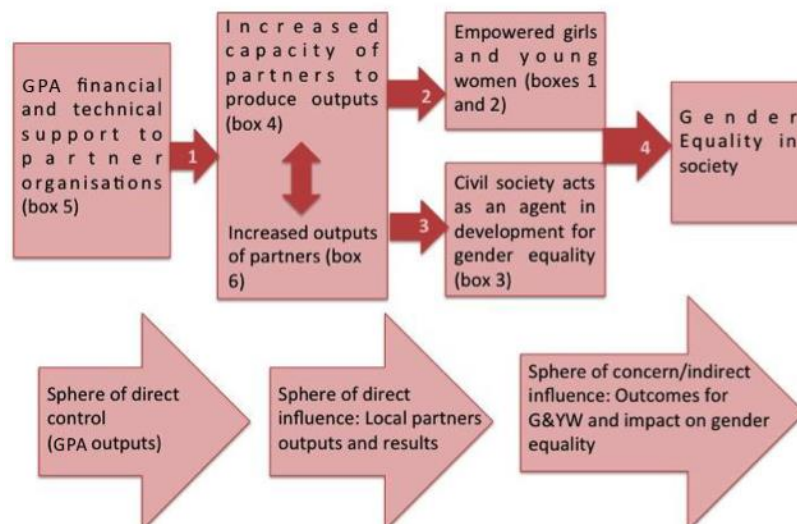 GPA financial
and technical
support to
partner
organisations
(box 5)
1
Increased
capacity of
partners to
produce outputs
(box 4)
Increased outputs
of partners (box
6)
2
3
Empowered girls
and young
women (boxes 1
and 2)
Civil society acts
as an agent in
development for
gender equality
(box 3)
4
Gender
Equality in
society
Sphere of direct
control
(GPA outputs)
Sphere of direct
influence: Local partners
outputs and results
Sphere of concern/indirect
influence: Outcomes for
G&YW and impact on gender
equality